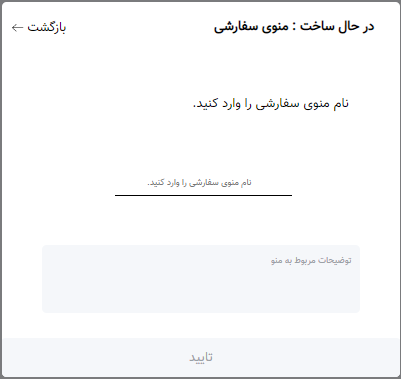 در حال ساخت : منوی سفارشی
بازگشت ←
نام منوی سفارشی را وارد کنید.
نام منوی سفارشی را وارد کنید.
توضیحات مربوط به منو
تایید